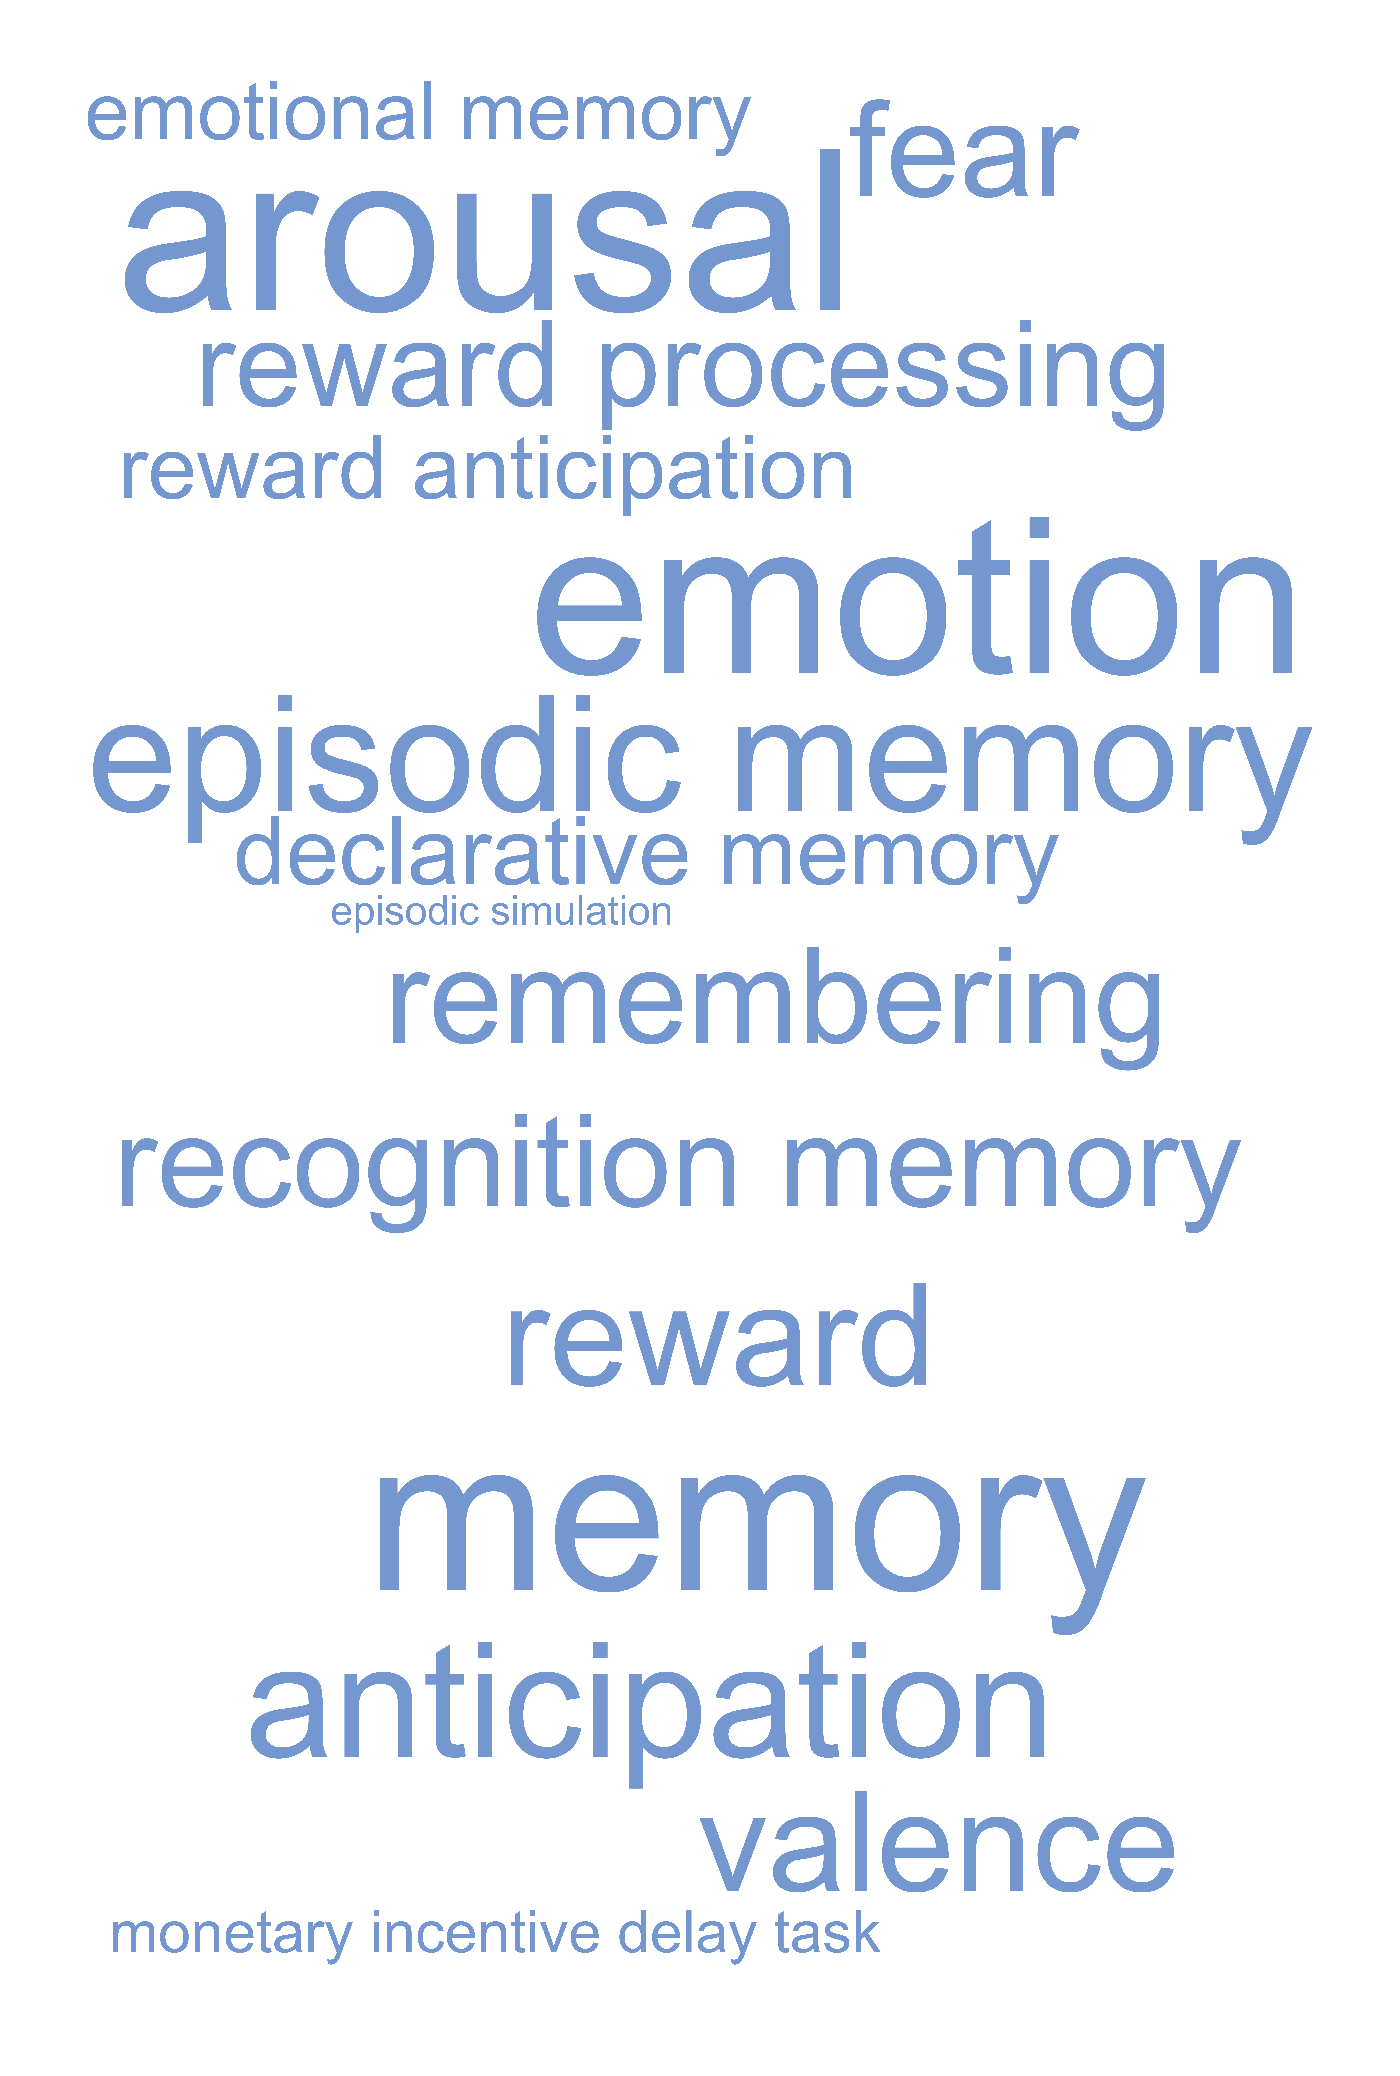 emotional memory
fear
arousal
reward processing
reward anticipation
emotion
episodic memory
declarative memory
episodic simulation
remembering
recognition memory
reward
memory
anticipation
valence
monetary incentive delay task